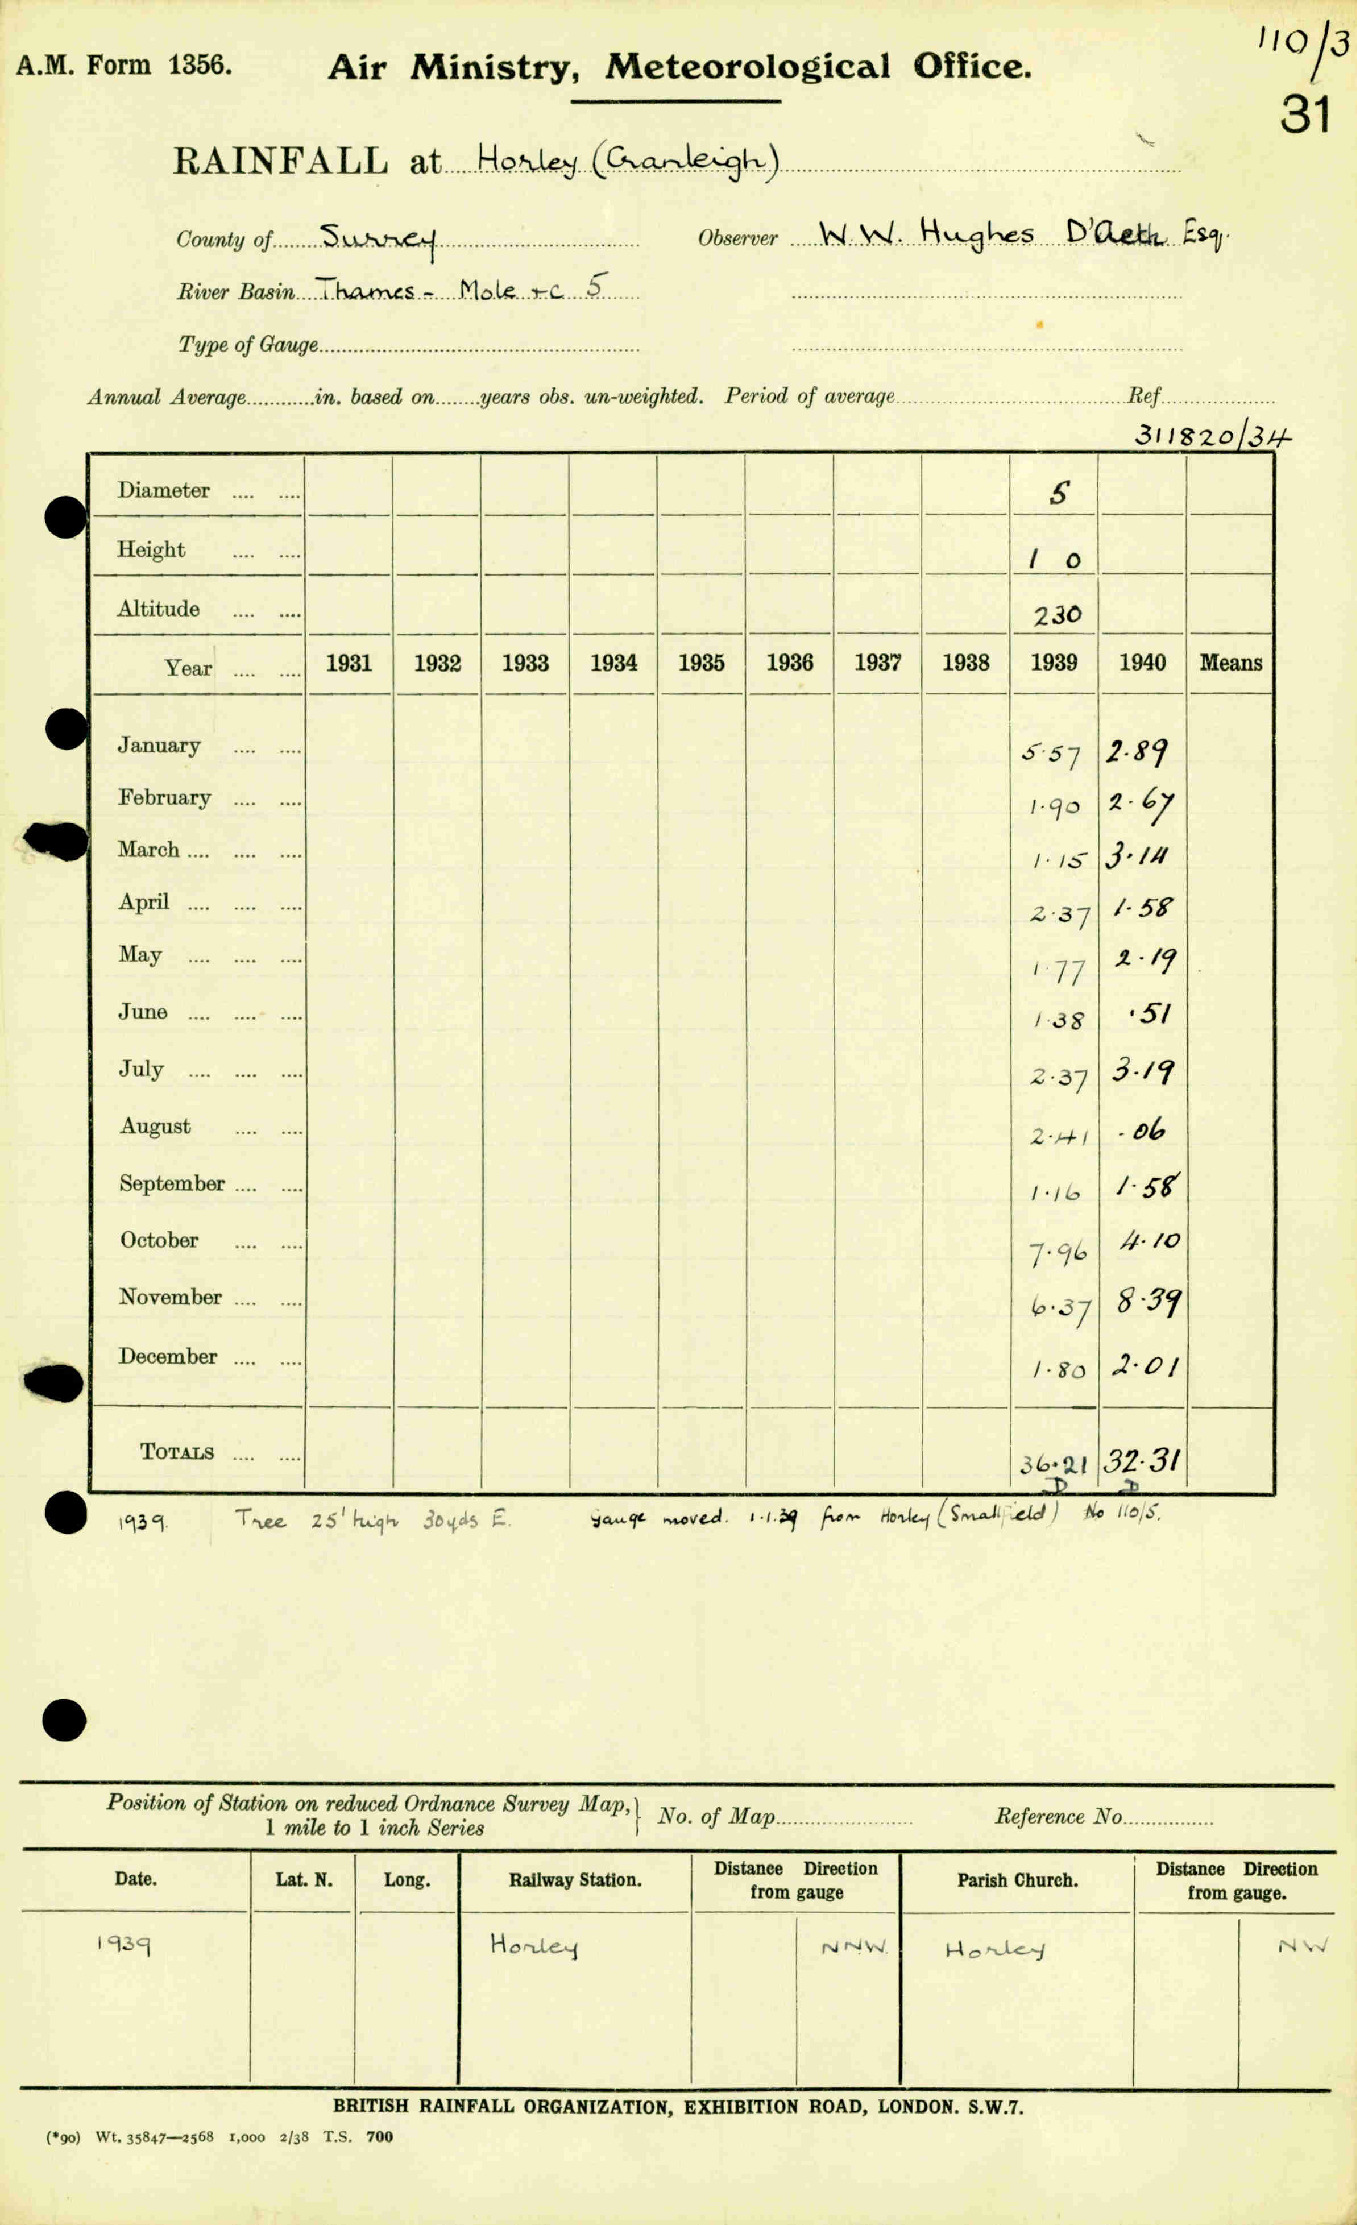 110/3
A.M. Form 1356. Air Ministry, Meteorological Office.
31
RAINFALL at Horley (Cranleigh)
County of Surrey Observer W. W. Hughes D'Aeth Esq.
River Basin Thames - Mole +c 5
Type of Gauge
Annual Average in. based on years obs. un-weighted. Period of average Ref.
311820/34
Diameter .... .... 5
Height .... .... 1 0
Altitude .... .... 230
Year .... .... 1931 1932 1933 1934 1935 1936 1937 1938 1939 1940 Means
January .... .... 5.57 2.89
February .... .... 1.90 2.67
March .... .... .... 1.15 3.14
April .... .... .... 2.37 1.58
May .... .... .... 1.77 2.19
June .... .... .... 1.38 .51
July .... .... .... 2.37 3.19
August .... .... 2.41 .06
September .... .... 1.16 1.58
October .... .... 7.96 4.10
November .... .... 6.37 8.39
December .... .... 1.80 2.01
TOTALS .... .... 36.21 32.31
D D
1939. Tree 25' high 30yds E. Gauge moved. 1.1.39 from Horley (Smallfield) No 110/5.
Position of Station on reduced Ordnance Survey Map, } No. of Map Reference No.
1 mile to 1 inch Series
Date. Lat. N. Long. Railway Station. Distance Direction from gauge Parish Church. Distance Direction from gauge.
1939 Horley NNW. Horley NW
BRITISH RAINFALL ORGANIZATION, EXHIBITION ROAD, LONDON. S.W.7.
(*90) Wt. 35847—2568 1,000 2/38 T.S. 700